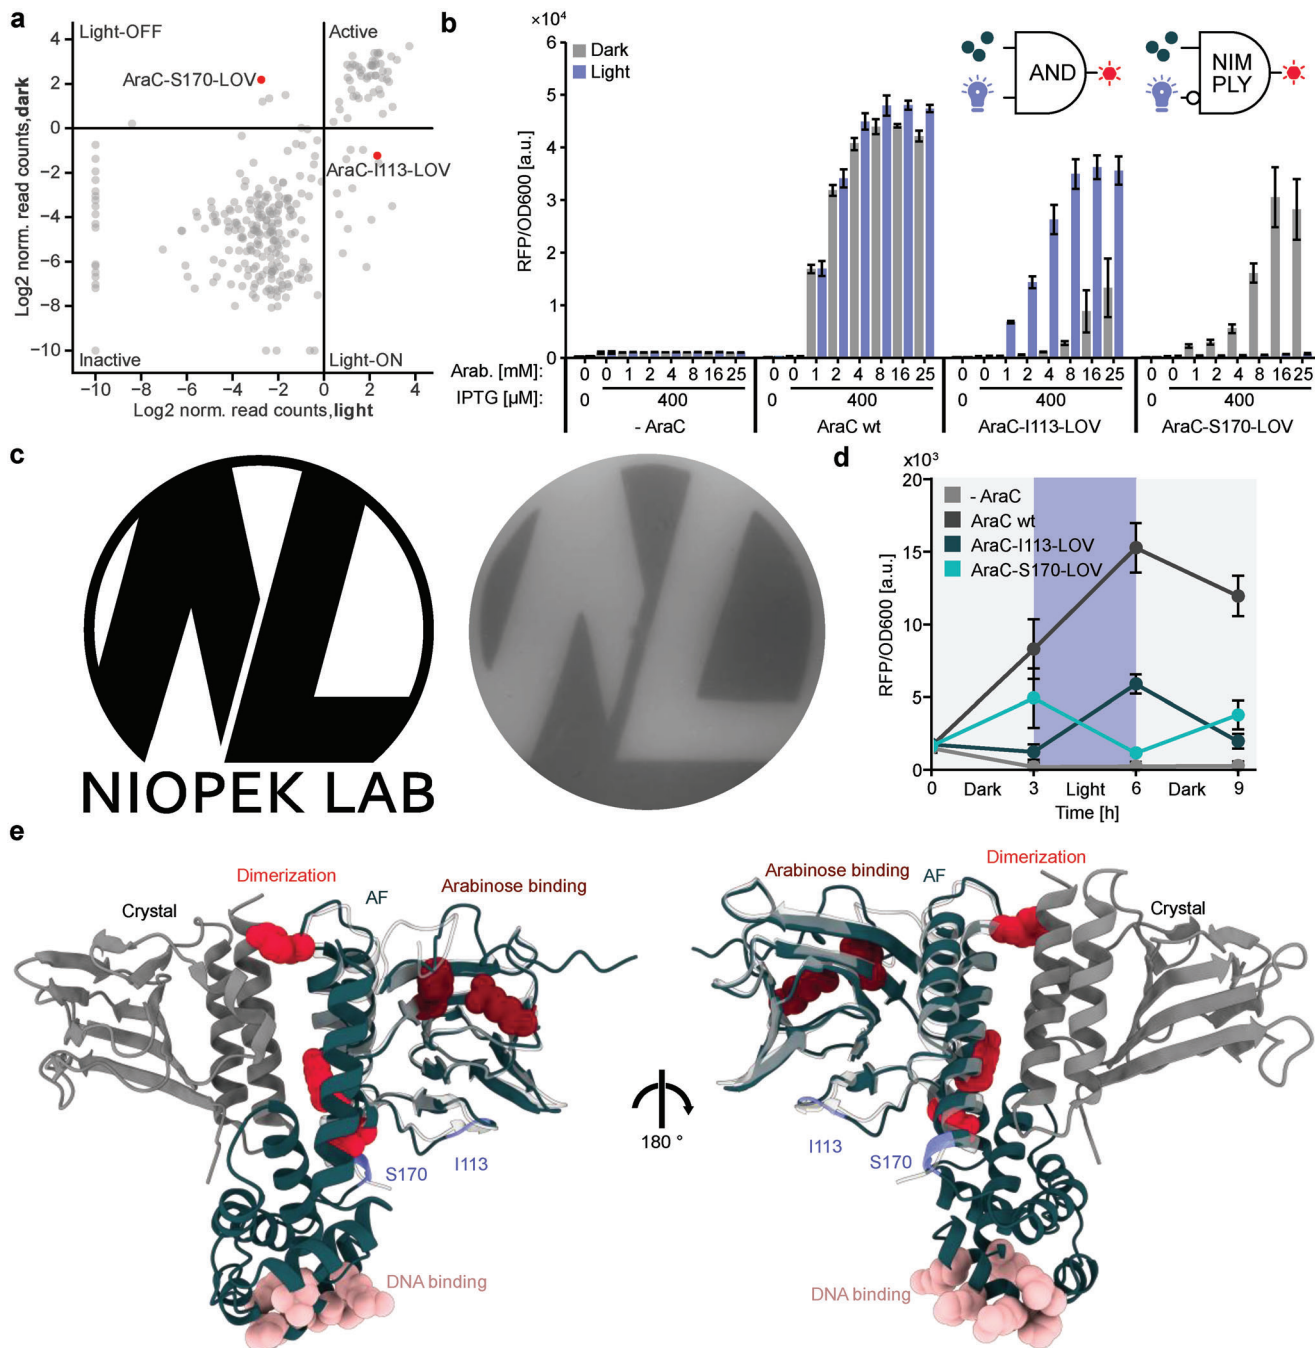 a
Light-OFF
Active
AraC-S170-LOV
AraC-I113-LOV
Inactive
Light-ON
4
2
0
−2
−4
−6
−8
−10
Log2 norm. read counts,dark
−10 −8 −6 −4 −2 0 2 4
Log2 norm. read counts,light
b
×10⁴
Dark
Light
6
5
4
3
2
1
0
RFP/OD600 [a.u.]
AND
NIM
PLY
Arab. [mM]: 0 0 1 2 4 8 16 25 0 0 1 2 4 8 16 25 0 0 1 2 4 8 16 25 0 0 1 2 4 8 16 25
IPTG [µM]: 0 400 0 400 0 400 0 400
- AraC AraC wt AraC-I113-LOV AraC-S170-LOV
c
NIOPEK LAB
d
x10³
- AraC
AraC wt
AraC-I113-LOV
AraC-S170-LOV
20
15
10
5
0
RFP/OD600 [a.u.]
0 Dark 3 Light 6 Dark 9
Time [h]
e
Dimerization
AF
Arabinose binding
Crystal
S170
I113
DNA binding
180 °
Arabinose binding
AF
Dimerization
Crystal
I113
S170
DNA binding